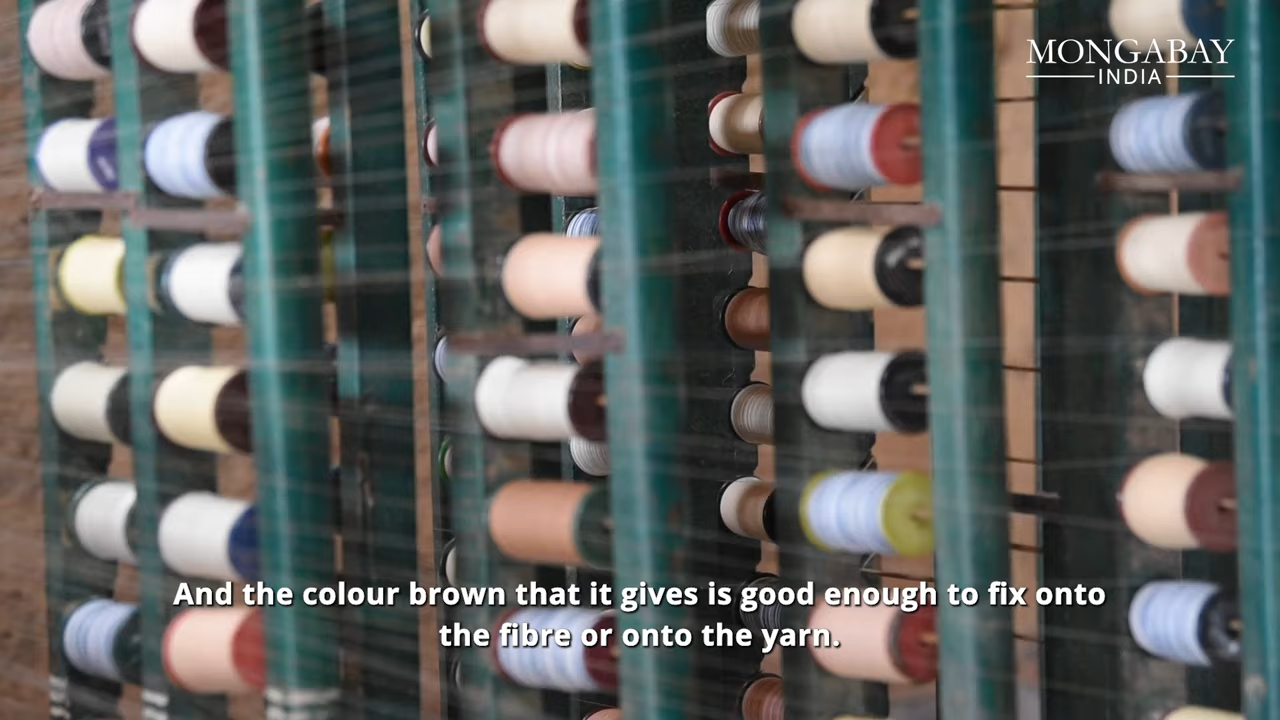 MONGABAY
INDIA
And the colour brown that it gives is good enough to fix onto
the fibre or onto the yarn.